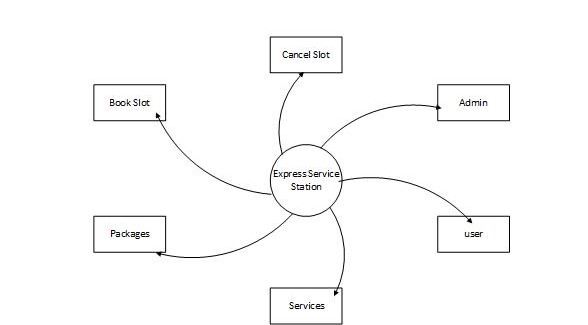 Cancel Slot
Book Slot
Admin
Express Service
Station
Packages
user
Services